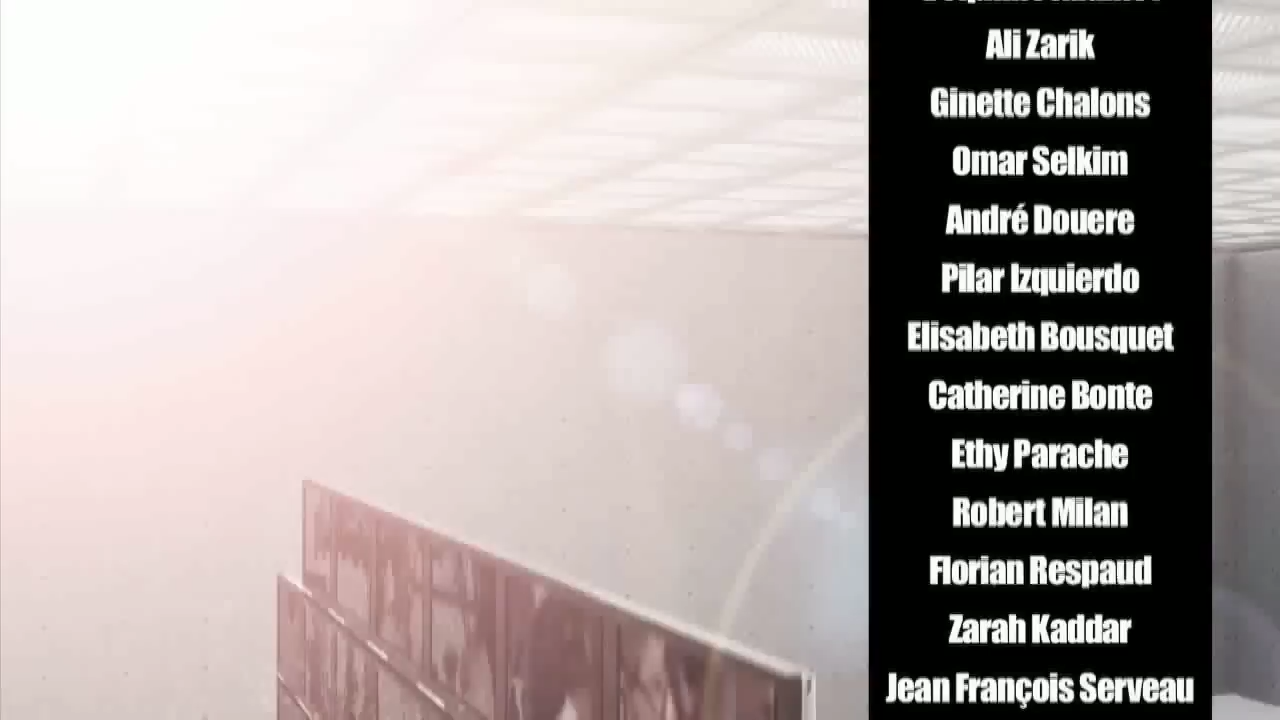 Ali Zarik
Ginette Chalons
Omar Selkim
André Douere
Pilar Izquierdo
Elisabeth Bousquet
Catherine Bonte
Ethy Parache
Robert Milan
Florian Respaud
Zarah Kaddar
Jean François Serveau